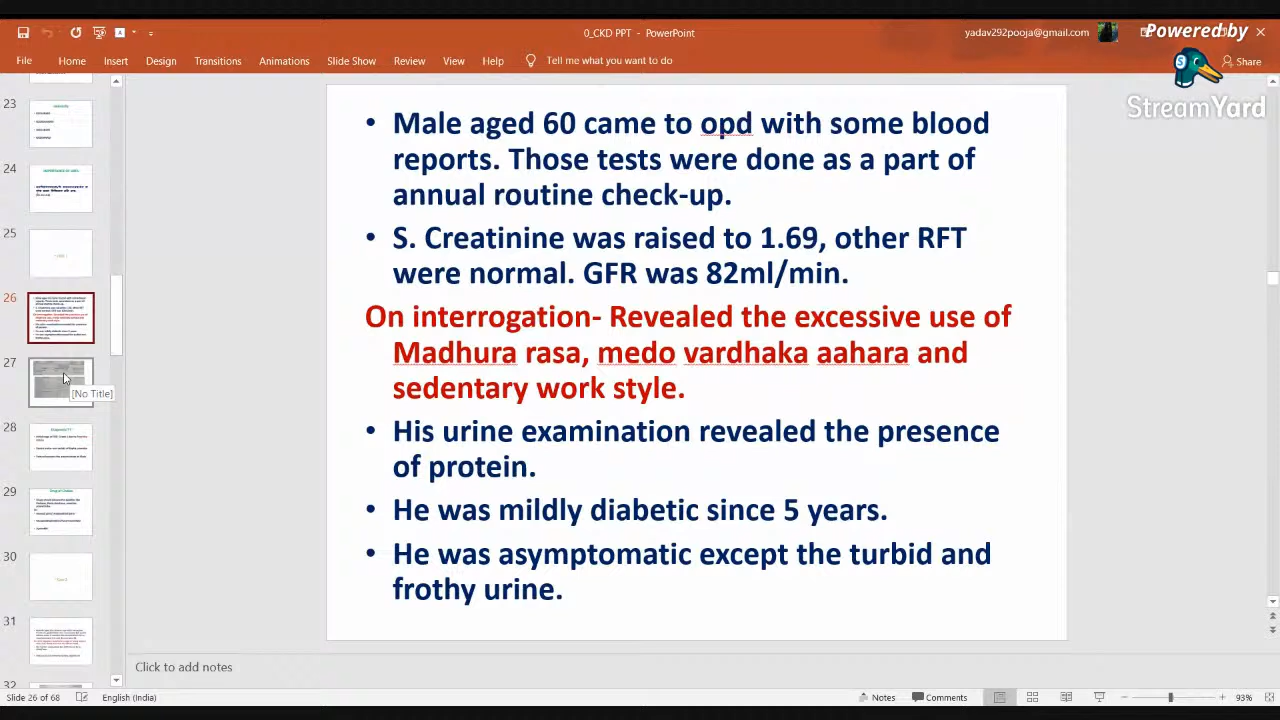 0_CKD PPT - PowerPoint
yadav292pooja@gmail.com
Powered by
File Home Insert Design Transitions Animations Slide Show Review View Help Tell me what you want to do
Share
StreamYard
23
24
25
26
27
28
29
30
31
32
[No Title]
• Male aged 60 came to opd with some blood
reports. Those tests were done as a part of
annual routine check-up.
• S. Creatinine was raised to 1.69, other RFT
were normal. GFR was 82ml/min.
On interrogation- Revealed the excessive use of
Madhura rasa, medo vardhaka aahara and
sedentary work style.
• His urine examination revealed the presence
of protein.
• He was mildly diabetic since 5 years.
• He was asymptomatic except the turbid and
frothy urine.
Click to add notes
Slide 26 of 68 English (India) Notes Comments 93%